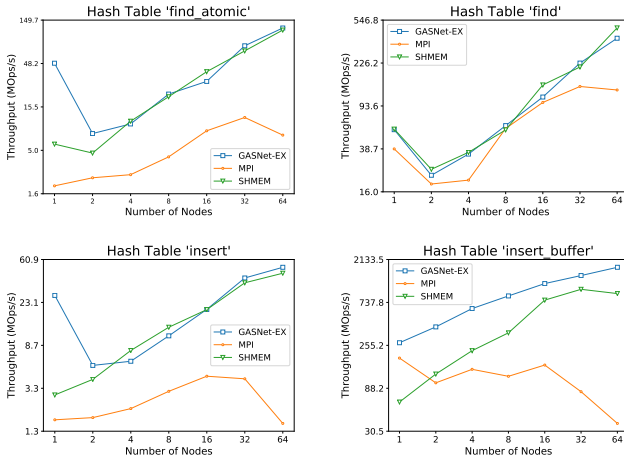 Hash Table 'find_atomic'
149.7
48.2
15.5
5.0
1.6
Throughput (MOps/s)
GASNet-EX
MPI
SHMEM
1 2 4 8 16 32 64
Number of Nodes
Hash Table 'find'
546.8
226.2
93.6
38.7
16.0
Throughput (MOps/s)
GASNet-EX
MPI
SHMEM
1 2 4 8 16 32 64
Number of Nodes
Hash Table 'insert'
60.9
23.1
8.7
3.3
1.3
Throughput (MOps/s)
GASNet-EX
MPI
SHMEM
1 2 4 8 16 32 64
Number of Nodes
Hash Table 'insert_buffer'
2133.5
737.8
255.2
88.2
30.5
Throughput (MOps/s)
GASNet-EX
MPI
SHMEM
1 2 4 8 16 32 64
Number of Nodes